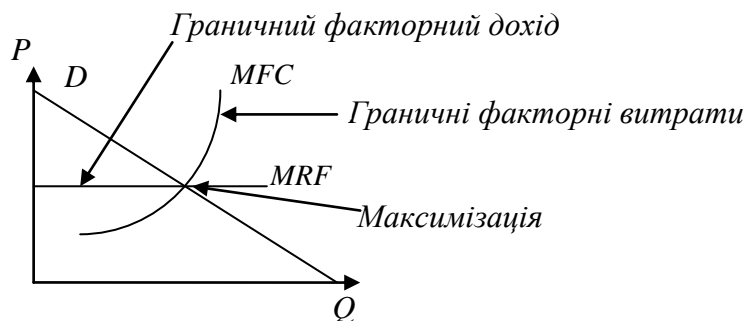 Граничний факторний дохід
P
D
MFC
Граничні факторні витрати
MRF
Максимізація
Q